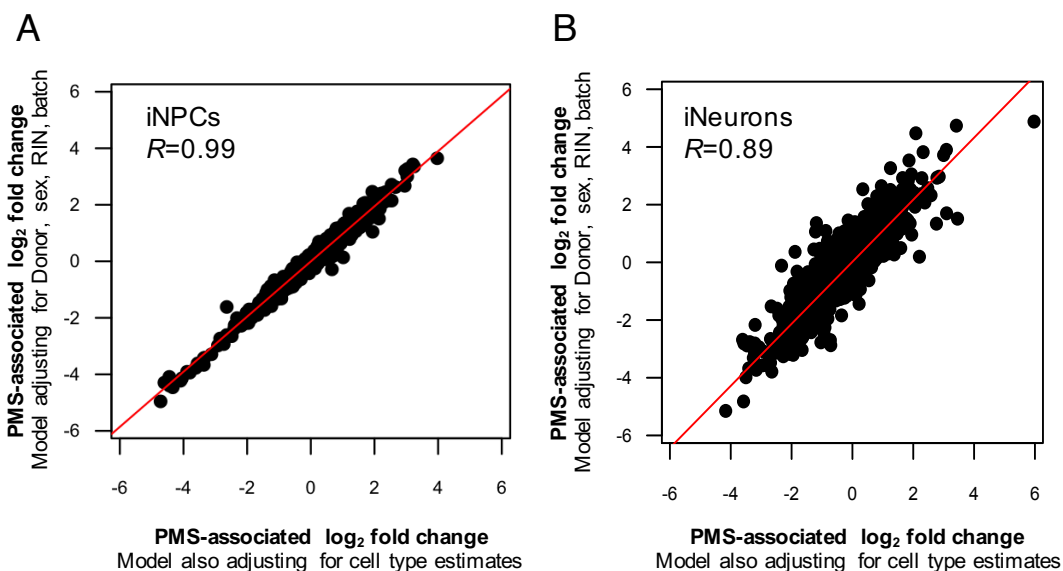 A
PMS-associated log2 fold change
Model adjusting for Donor, sex, RIN, batch
6
4
2
0
-2
-4
-6
iNPCs
R=0.99
-6 -4 -2 0 2 4 6
PMS-associated log2 fold change
Model also adjusting for cell type estimates
B
PMS-associated log2 fold change
Model adjusting for Donor, sex, RIN, batch
6
4
2
0
-2
-4
-6
iNeurons
R=0.89
-6 -4 -2 0 2 4 6
PMS-associated log2 fold change
Model also adjusting for cell type estimates